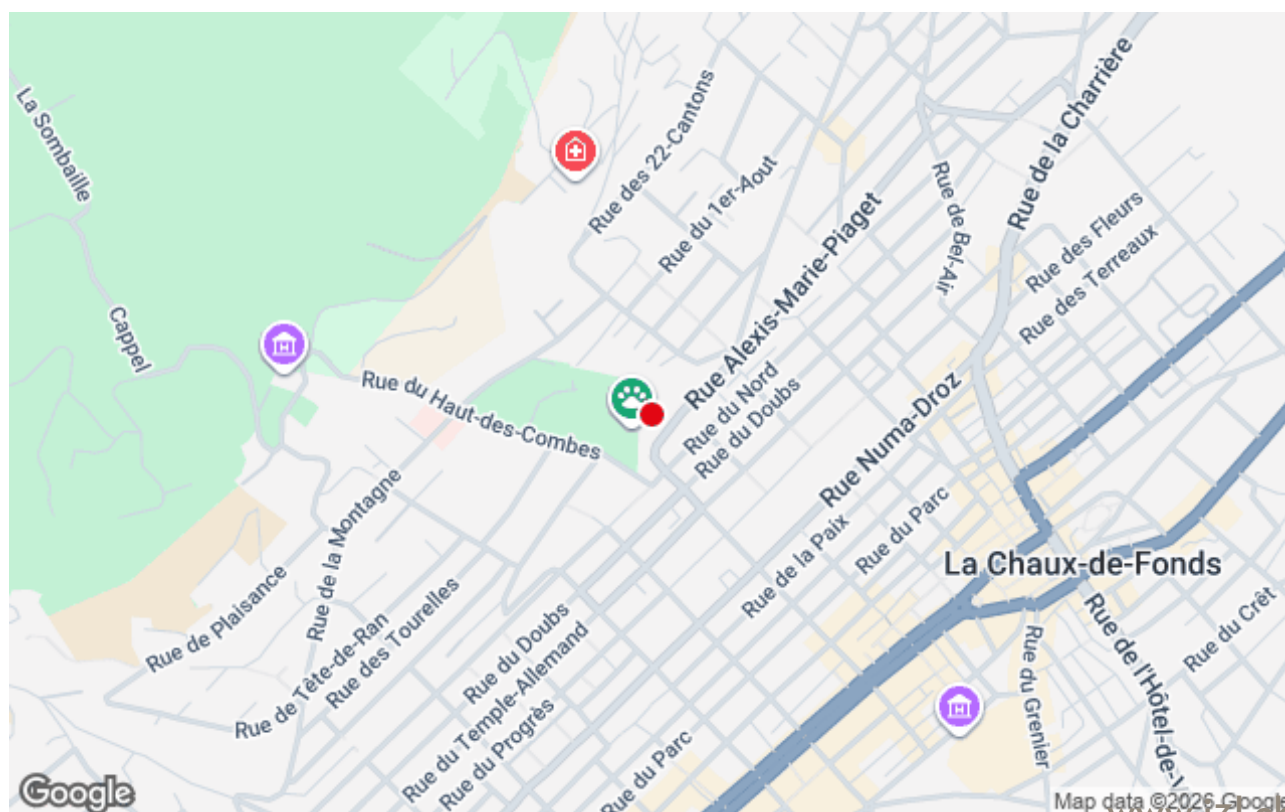 La Sombaille
Cappel
Rue des 22-Cantons
Rue du 1er-Aout
Rue Alexis-Marie-Piaget
Rue de la Charrière
Rue de Bel-Air
Rue des Fleurs
Rue des Terreaux
Rue du Haut-des-Combes
Rue du Nord
Rue du Doubs
Rue Numa-Droz
Rue du Parc
Rue de la Paix
La Chaux-de-Fonds
Rue de la Montagne
Rue de Plaisance
Rue de Tête-de-Ran
Rue des Tourelles
Rue du Doubs
Rue du Temple-Allemand
Rue du Progrès
Rue du Parc
Rue du Grenier
Rue de l'Hôtel-de-V
Rue du Crêt
Google
Map data ©2026 Google